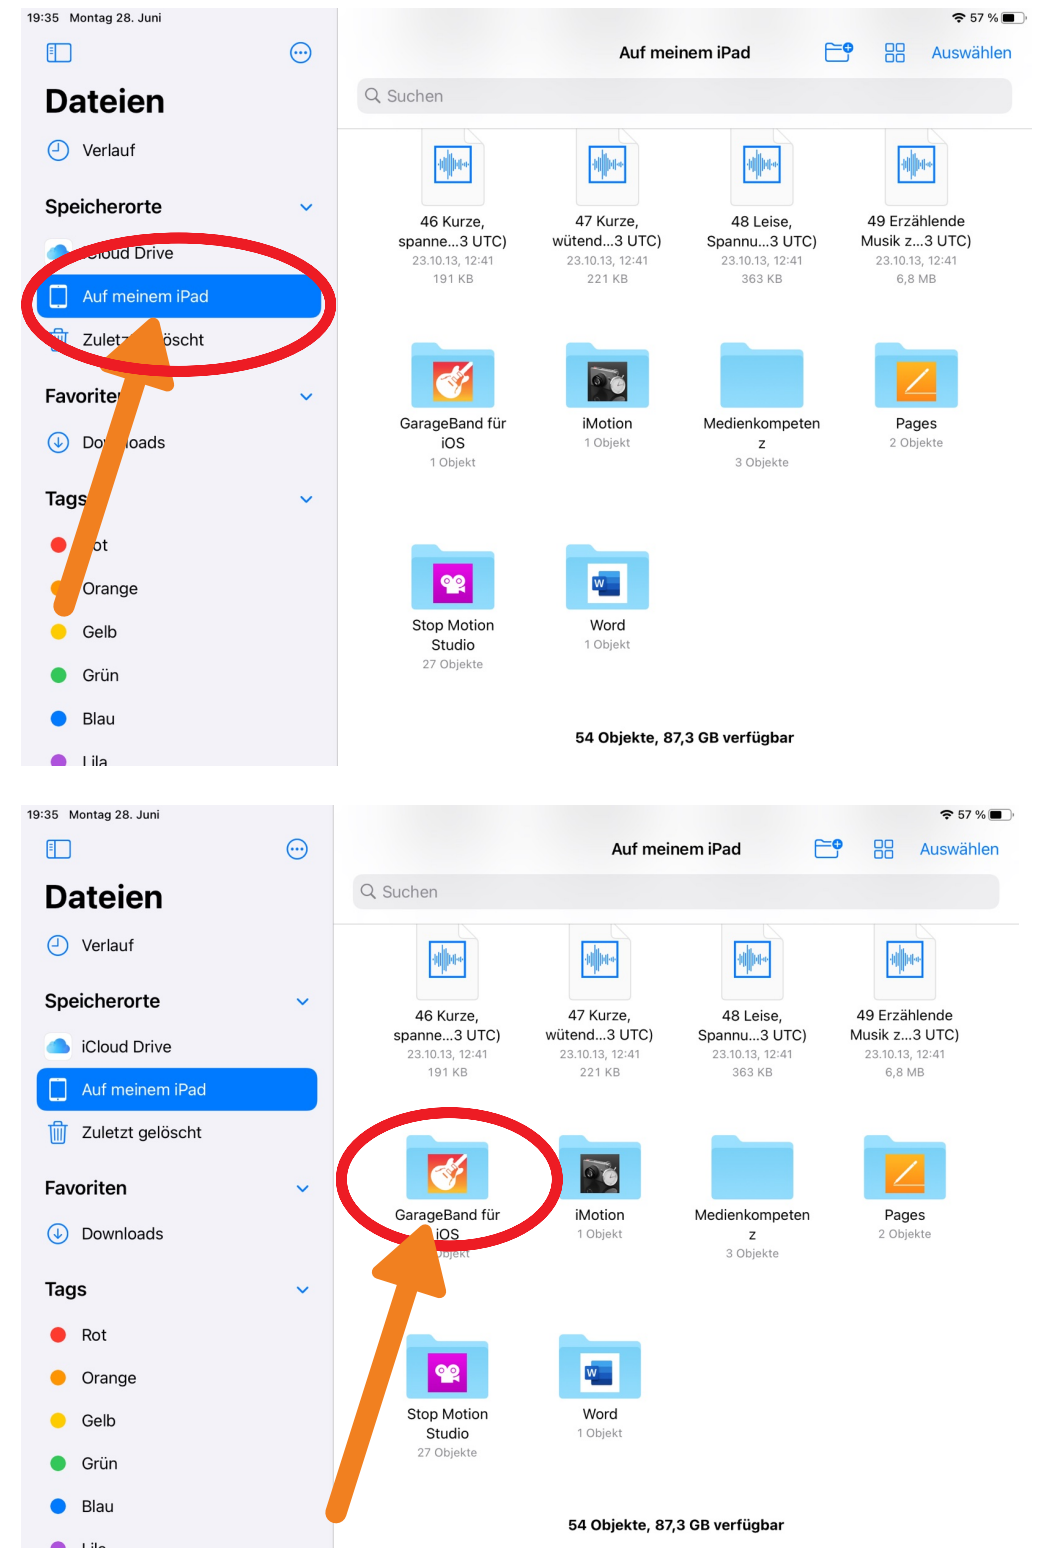 19:35 Montag 28. Juni
57 %
Auf meinem iPad
Auswählen
Dateien
Suchen
Verlauf
Speicherorte
iCloud Drive
Auf meinem iPad
Zuletzt gelöscht
Favoriten
Downloads
Tags
Rot
Orange
Gelb
Grün
Blau
Lila
46 Kurze,
spanne...3 UTC)
23.10.13, 12:41
191 KB
47 Kurze,
wütend...3 UTC)
23.10.13, 12:41
221 KB
48 Leise,
Spannu...3 UTC)
23.10.13, 12:41
363 KB
49 Erzählende
Musik z...3 UTC)
23.10.13, 12:41
6,8 MB
GarageBand für
iOS
1 Objekt
iMotion
1 Objekt
Medienkompeten
z
3 Objekte
Pages
2 Objekte
Stop Motion
Studio
27 Objekte
W
Word
1 Objekt
54 Objekte, 87,3 GB verfügbar
19:35 Montag 28. Juni
57 %
Auf meinem iPad
Auswählen
Dateien
Suchen
Verlauf
Speicherorte
iCloud Drive
Auf meinem iPad
Zuletzt gelöscht
Favoriten
Downloads
Tags
Rot
Orange
Gelb
Grün
Blau
Lila
46 Kurze,
spanne...3 UTC)
23.10.13, 12:41
191 KB
47 Kurze,
wütend...3 UTC)
23.10.13, 12:41
221 KB
48 Leise,
Spannu...3 UTC)
23.10.13, 12:41
363 KB
49 Erzählende
Musik z...3 UTC)
23.10.13, 12:41
6,8 MB
GarageBand für
iOS
Objekt
iMotion
1 Objekt
Medienkompeten
z
3 Objekte
Pages
2 Objekte
Stop Motion
Studio
27 Objekte
W
Word
1 Objekt
54 Objekte, 87,3 GB verfügbar